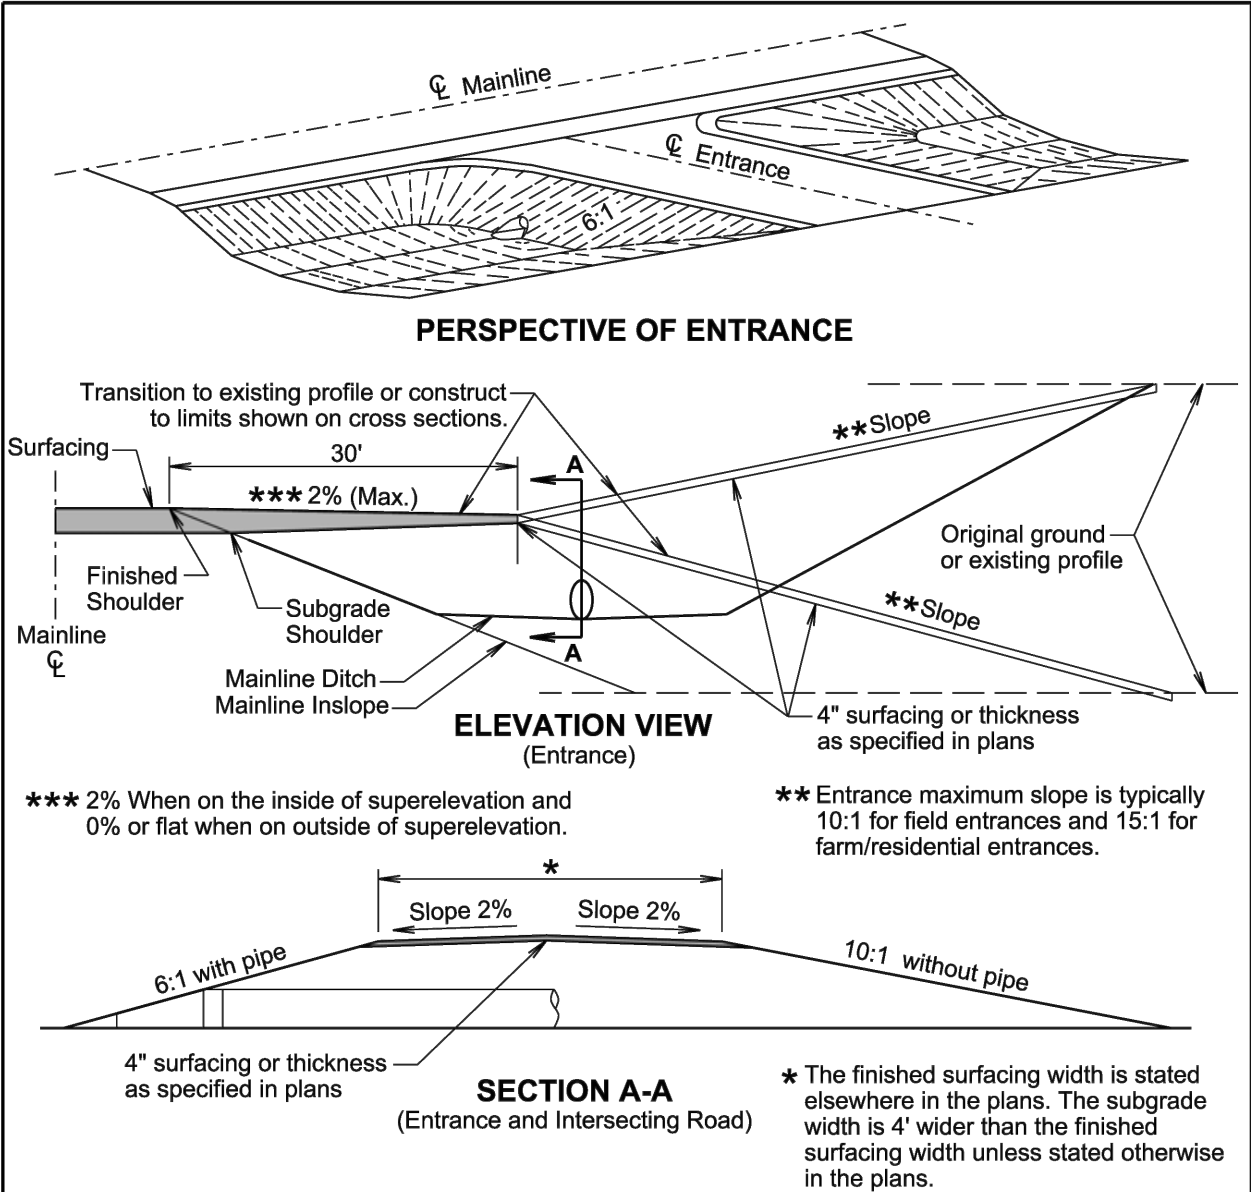 ℄ Mainline
℄ Entrance
6:1
PERSPECTIVE OF ENTRANCE
Transition to existing profile or construct
to limits shown on cross sections.
Surfacing
30'
*** 2% (Max.)
A
** Slope
Original ground
or existing profile
Finished
Shoulder
Subgrade
Shoulder
** Slope
Mainline
℄
A
Mainline Ditch
Mainline Inslope
4" surfacing or thickness
as specified in plans
ELEVATION VIEW
(Entrance)
*** 2% When on the inside of superelevation and
0% or flat when on outside of superelevation.
** Entrance maximum slope is typically
10:1 for field entrances and 15:1 for
farm/residential entrances.
*
Slope 2%
Slope 2%
6:1 with pipe
10:1 without pipe
4" surfacing or thickness
as specified in plans
SECTION A-A
(Entrance and Intersecting Road)
* The finished surfacing width is stated
elsewhere in the plans. The subgrade
width is 4' wider than the finished
surfacing width unless stated otherwise
in the plans.